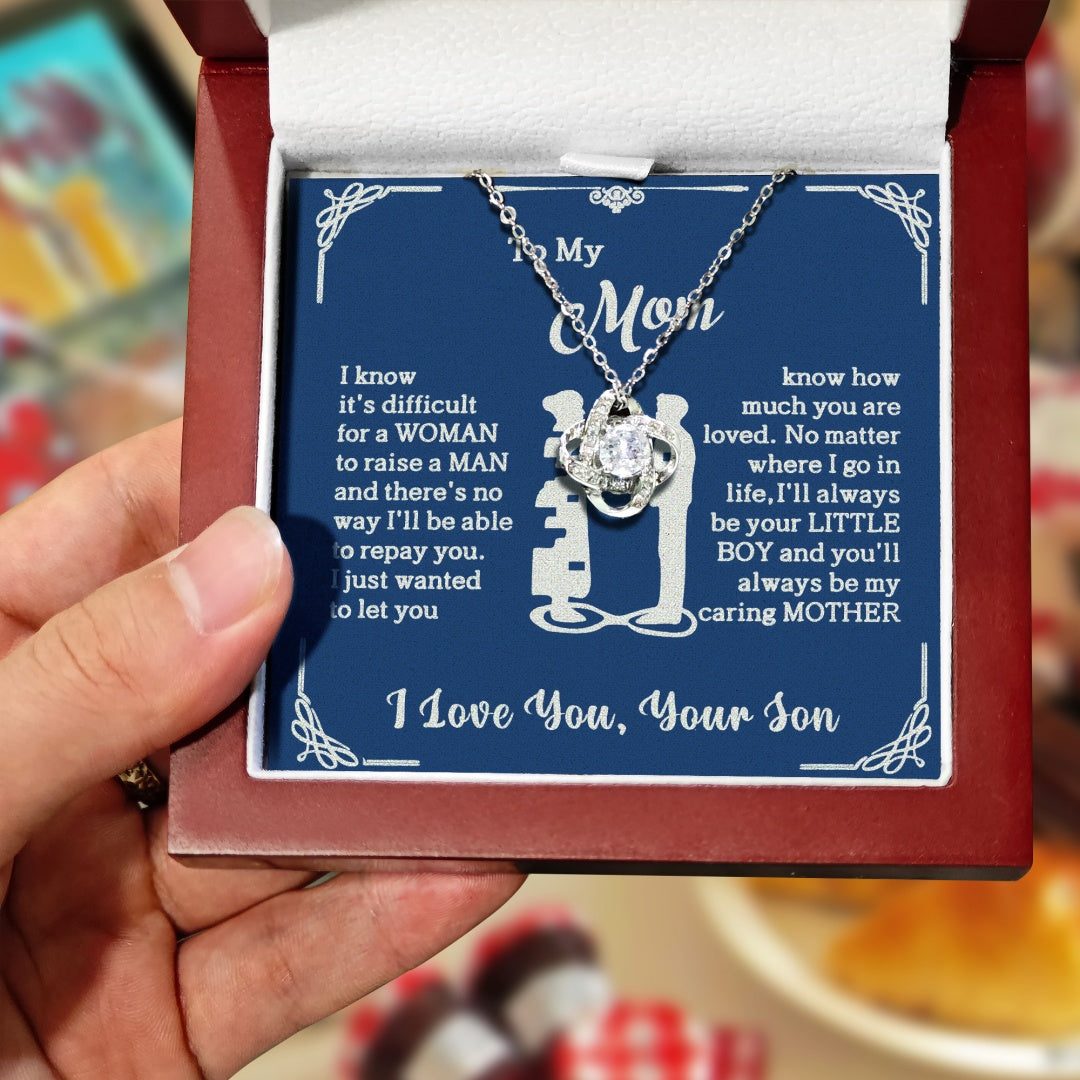 To My
Mom
I know
it's difficult
for a WOMAN
to raise a MAN
and there's no
way I'll be able
to repay you.
I just wanted
to let you
know how
much you are
loved. No matter
where I go in
life, I'll always
be your LITTLE
BOY and you'll
always be my
caring MOTHER
I Love You, Your Son